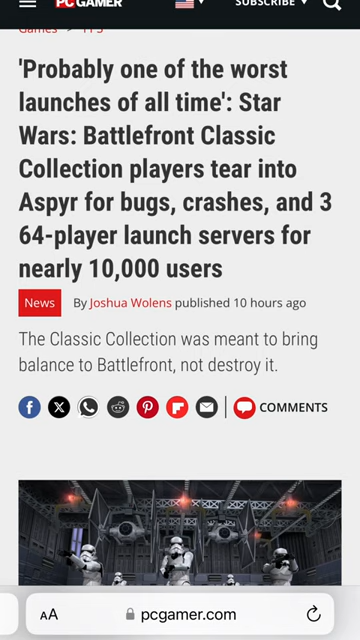 PC GAMER
SUBSCRIBE
Games > FPS
'Probably one of the worst
launches of all time': Star
Wars: Battlefront Classic
Collection players tear into
Aspyr for bugs, crashes, and 3
64-player launch servers for
nearly 10,000 users
News By Joshua Wolens published 10 hours ago
The Classic Collection was meant to bring
balance to Battlefront, not destroy it.
COMMENTS
AA pcgamer.com